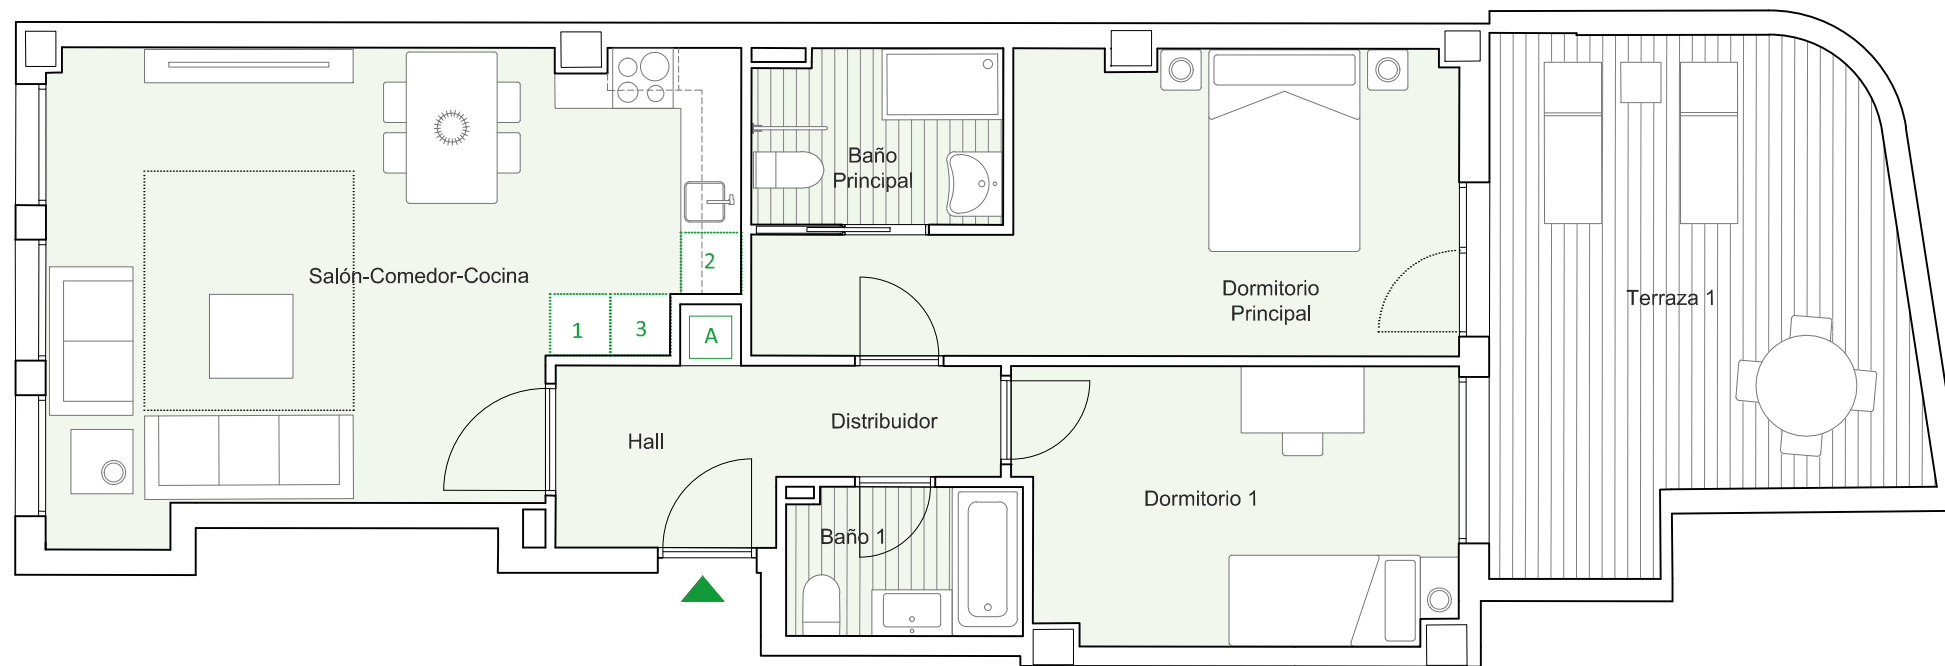 Baño
Principal
Salón-Comedor-Cocina
2
1
3
A
Dormitorio
Principal
Terraza 1
Hall
Distribuidor
Dormitorio 1
Baño 1